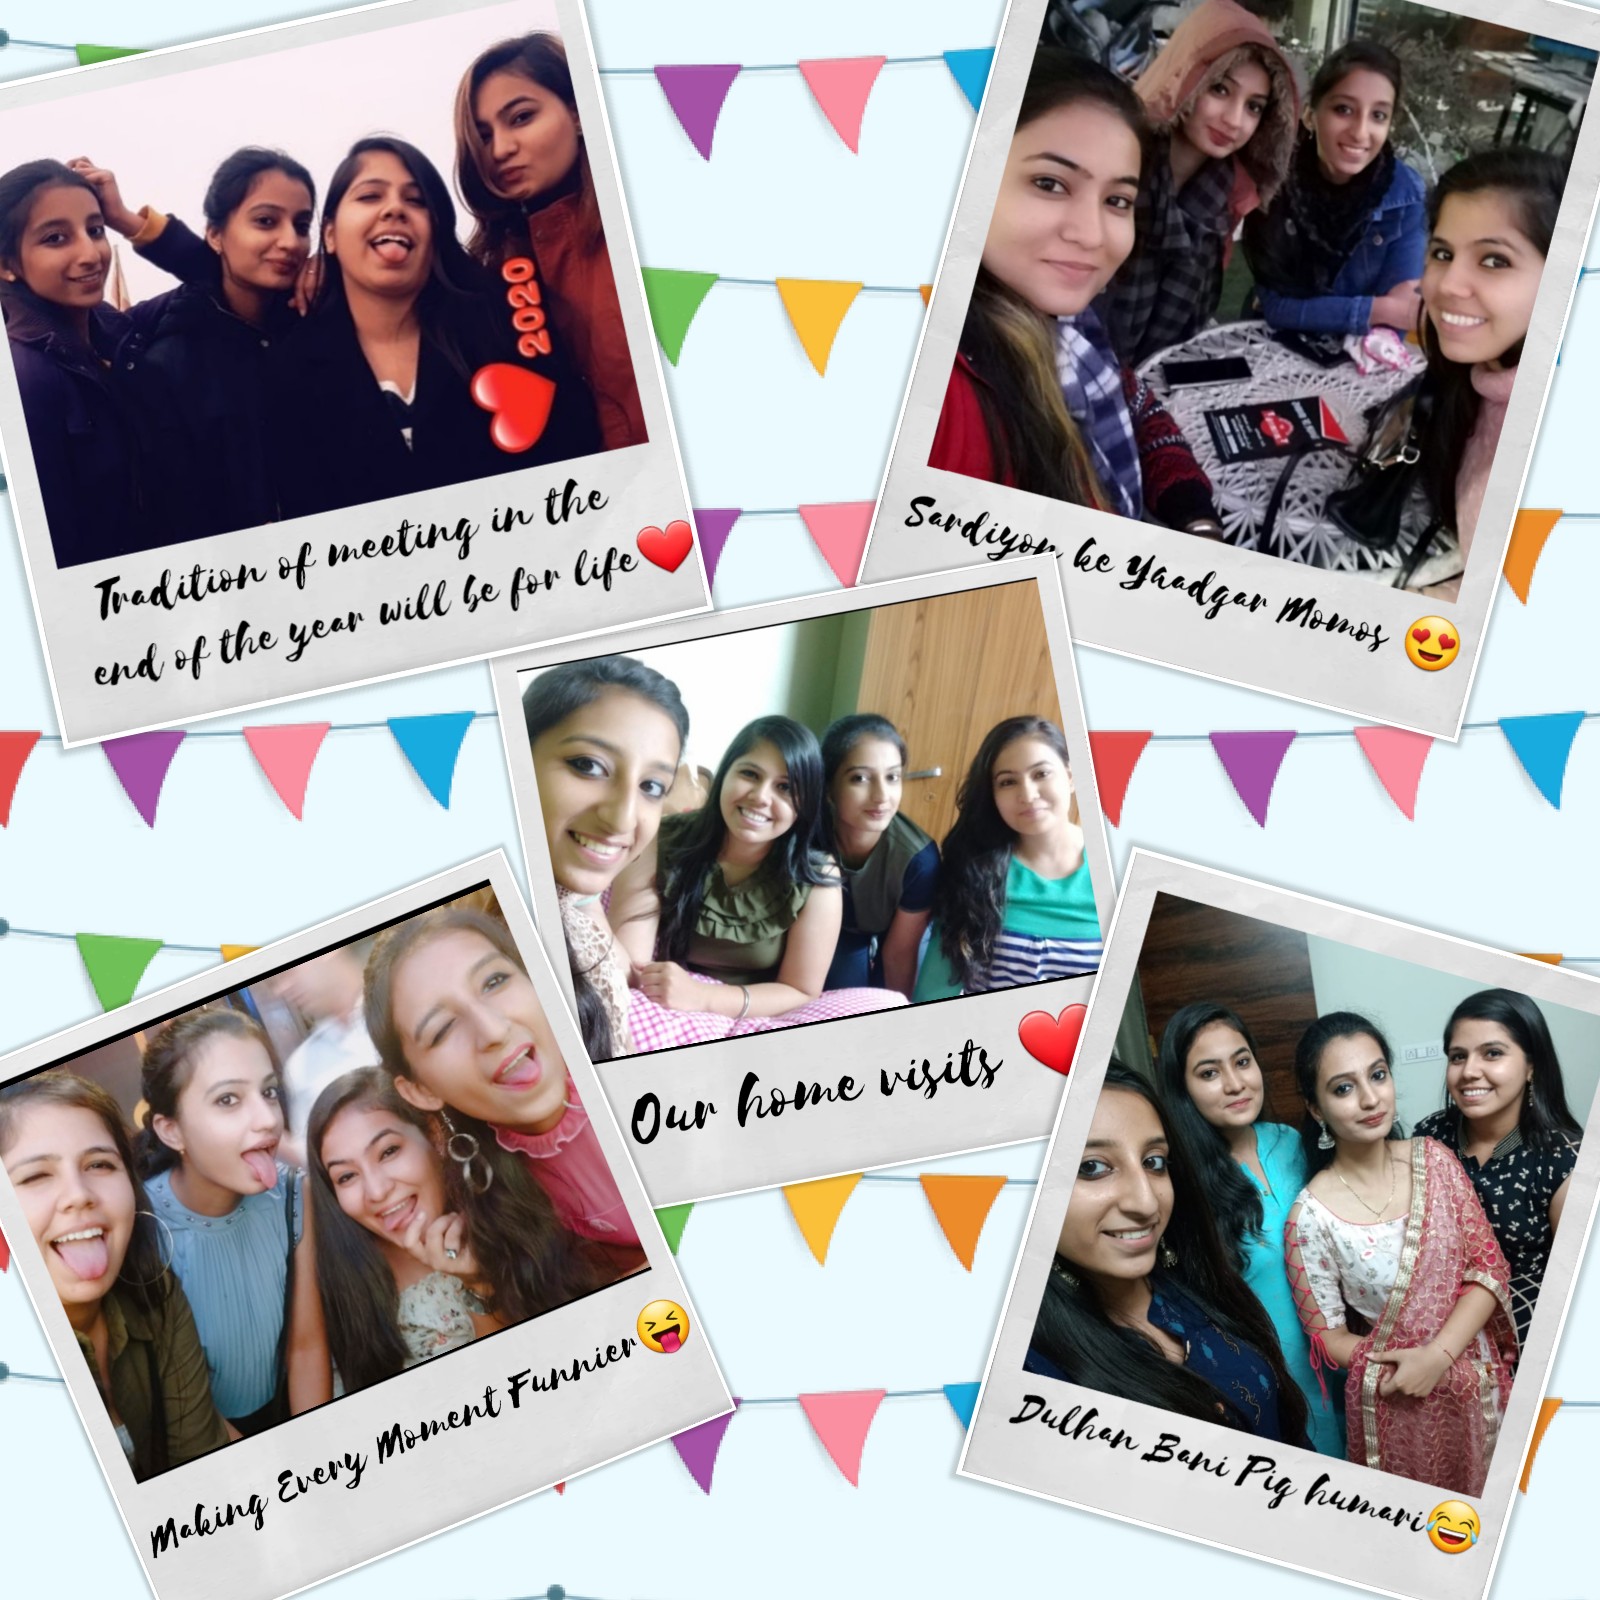 2020
Tradition of meeting in the
end of the year will be for life❤️
Sardiyon ke Yaadgar Momos 😍
Our home visits ❤️
Making Every Moment Funnier😝
Dulhan Bani Pig humari😂